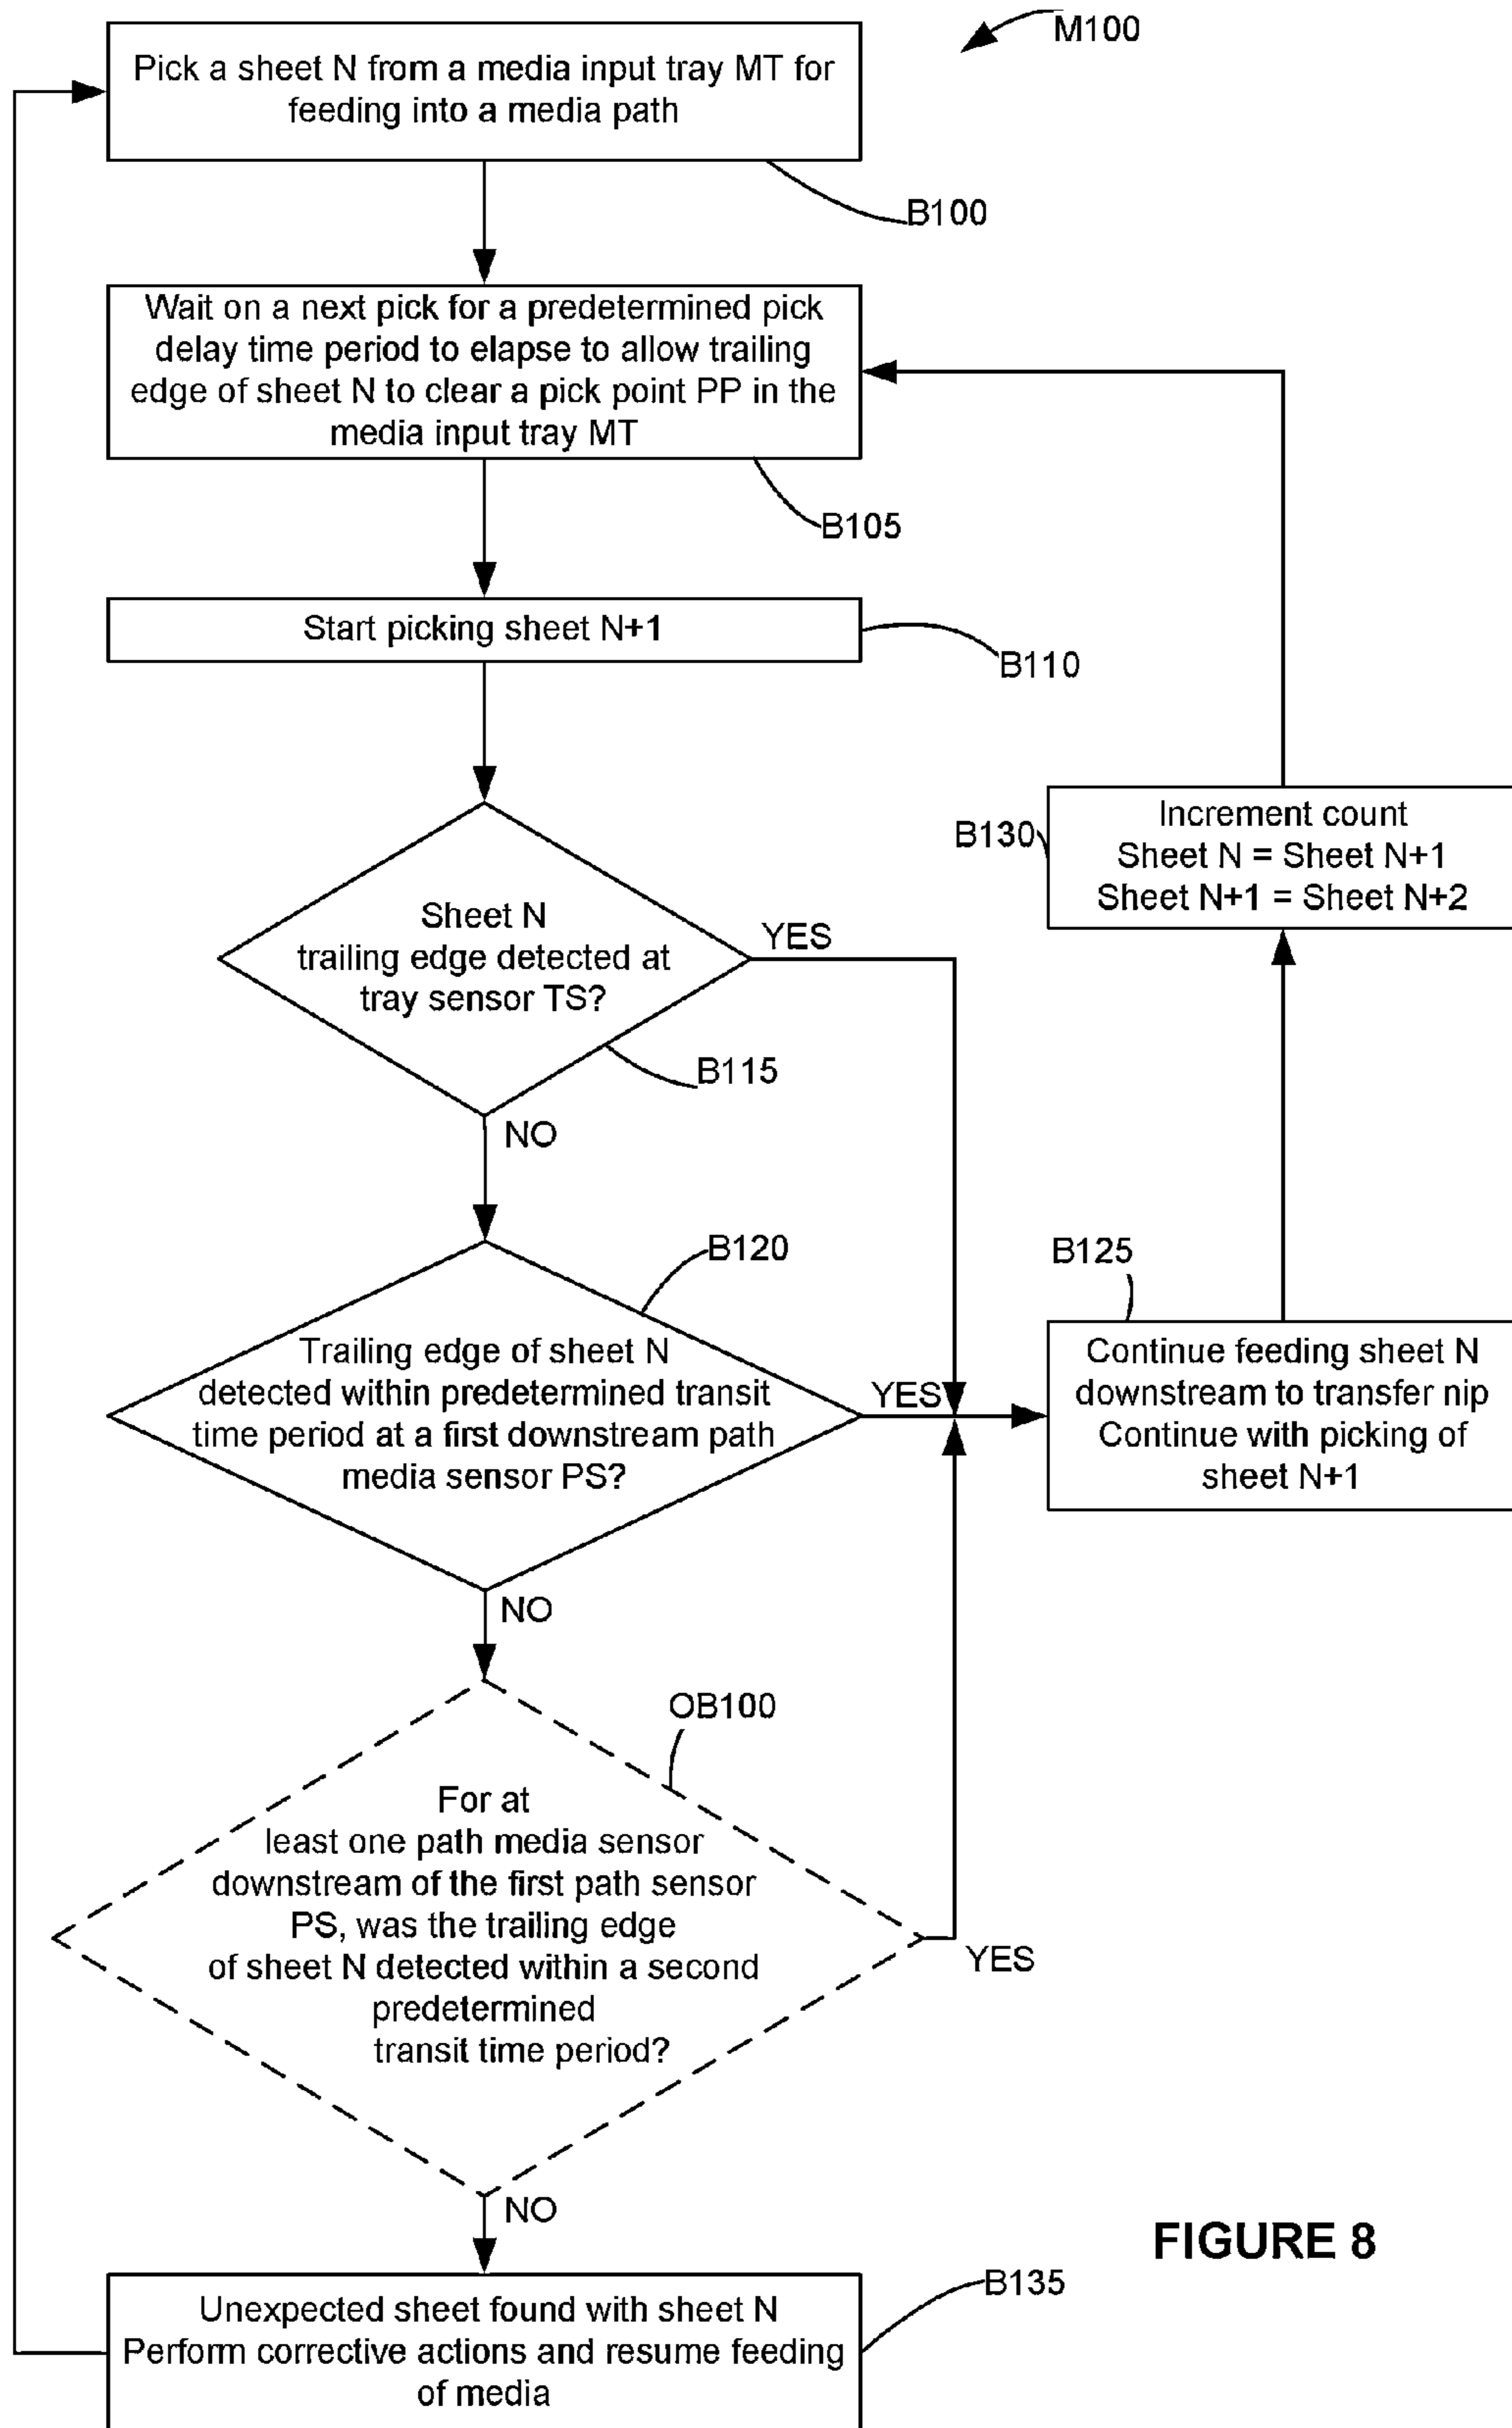 M100
Pick a sheet N from a media input tray MT for
feeding into a media path
B100
Wait on a next pick for a predetermined pick
delay time period to elapse to allow trailing
edge of sheet N to clear a pick point PP in the
media input tray MT
B105
Start picking sheet N+1
B110
Increment count
Sheet N = Sheet N+1
Sheet N+1 = Sheet N+2
B130
Sheet N
trailing edge detected at
tray sensor TS?
YES
B115
NO
B120
B125
Trailing edge of sheet N
detected within predetermined transit
time period at a first downstream path
media sensor PS?
YES
Continue feeding sheet N
downstream to transfer nip
Continue with picking of
sheet N+1
NO
OB100
For at
least one path media sensor
downstream of the first path sensor
PS, was the trailing edge
of sheet N detected within a second
predetermined
transit time period?
YES
NO
FIGURE 8
B135
Unexpected sheet found with sheet N
Perform corrective actions and resume feeding
of media